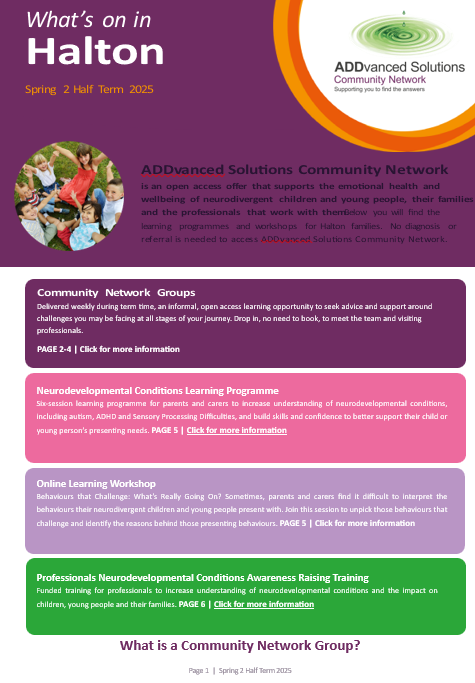 What's on in
Halton
Spring 2 Half Term 2025
ADDvanced Solutions
Community Network
Supporting you to find the answers
ADDvanced Solutions Community Network
is an open access offer that supports the emotional health and
wellbeing of neurodivergent children and young people, their families
and the professionals that work with them. Below you will find the
learning programmes and workshops for Halton families. No diagnosis or
referral is needed to access ADDvanced Solutions Community Network.
Community Network Groups
Delivered weekly during term time, an informal, open access learning opportunity to seek advice and support around
challenges you may be facing at all stages of your journey. Drop in, no need to book, to meet the team and visiting
professionals.
PAGE 2-4 | Click for more information
Neurodevelopmental Conditions Learning Programme
Six-session learning programme for parents and carers to increase understanding of neurodevelopmental conditions,
including autism, ADHD and Sensory Processing Difficulties, and build skills and confidence to better support their child or
young person's presenting needs. PAGE 5 | Click for more information
Online Learning Workshop
Behaviours that Challenge: What's Really Going On? Sometimes, parents and carers find it difficult to interpret the
behaviours their neurodivergent children and young people present with. Join this session to unpick those behaviours that
challenge and identify the reasons behind those presenting behaviours. PAGE 5 | Click for more information
Professionals Neurodevelopmental Conditions Awareness Raising Training
Funded training for professionals to increase understanding of neurodevelopmental conditions and the impact on
children, young people and their families. PAGE 6 | Click for more information
What is a Community Network Group?
Page 1 | Spring 2 Half Term 2025